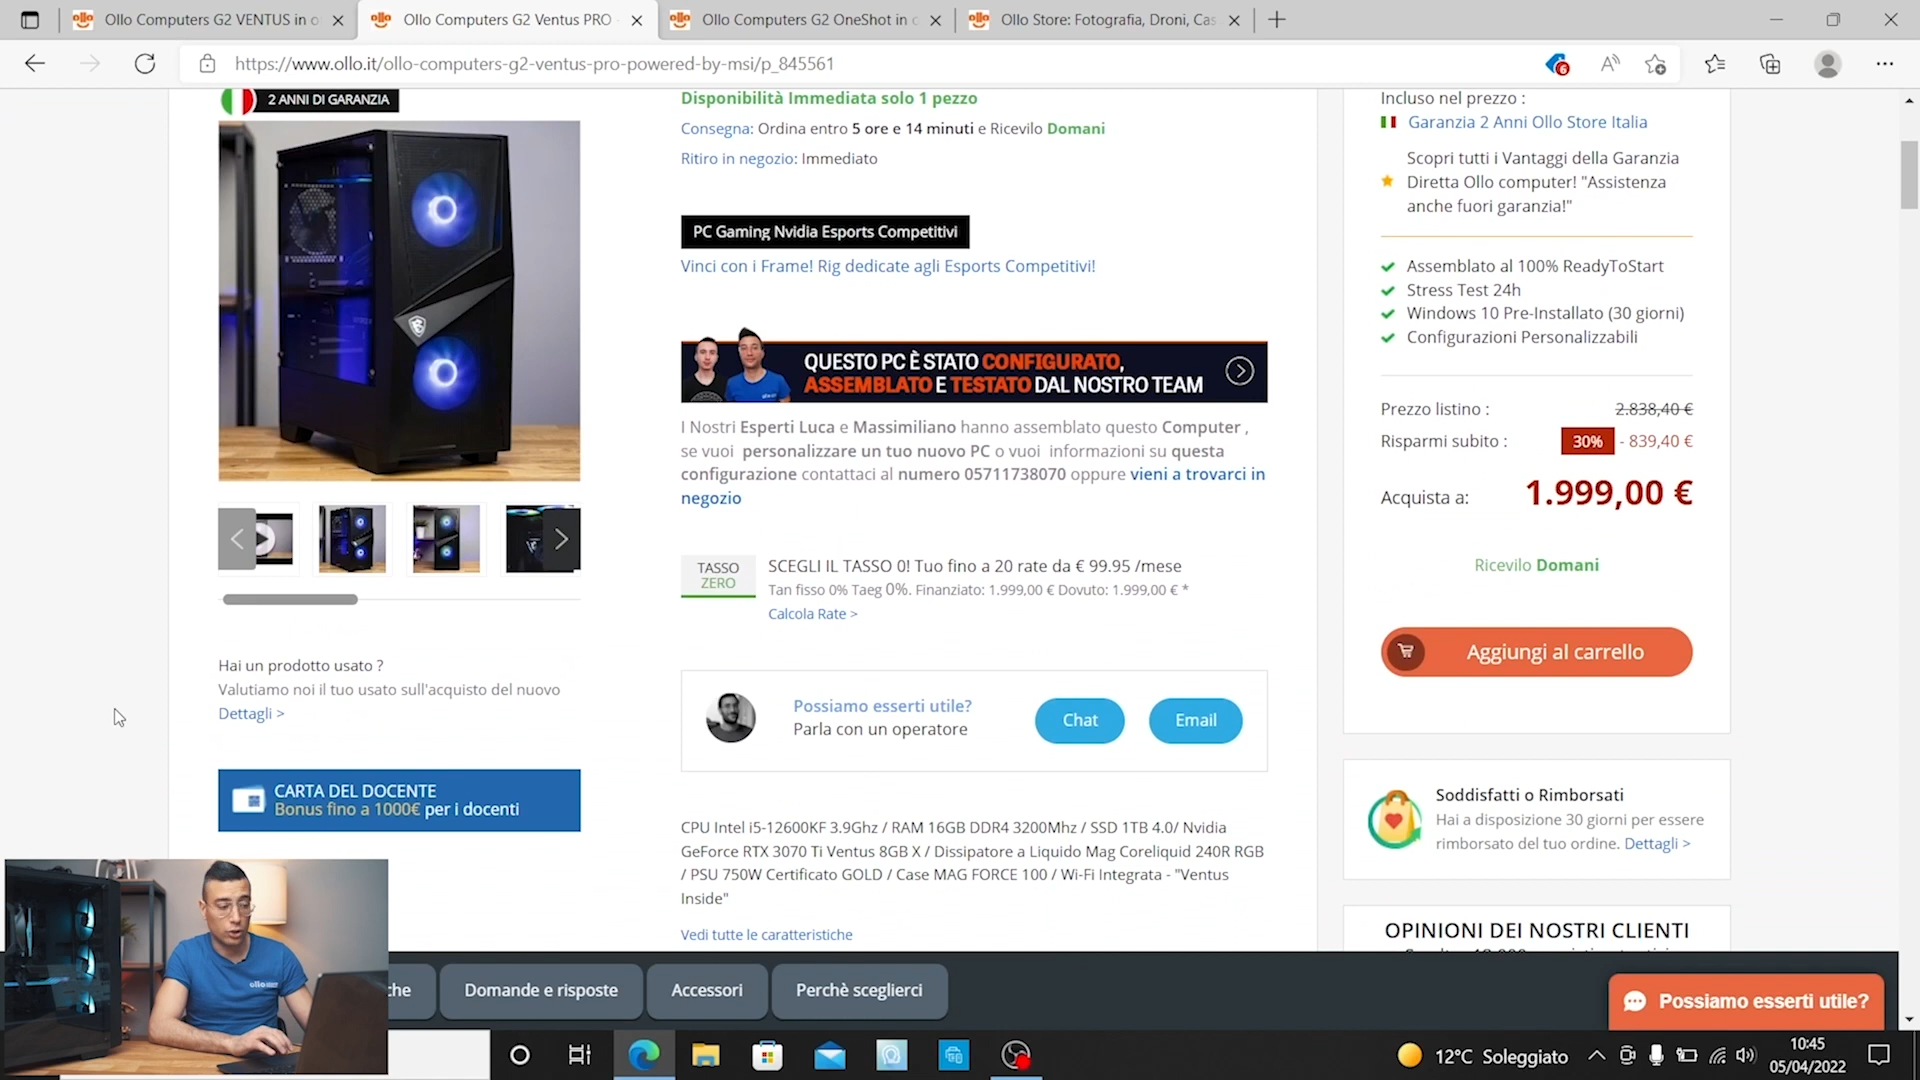 Ollo Computers G2 VENTUS in o
Ollo Computers G2 Ventus PRO
Ollo Computers G2 OneShot in o
Ollo Store: Fotografia, Droni, Cas
https://www.ollo.it/ollo-computers-g2-ventus-pro-powered-by-msi/p_845561
6
2 ANNI DI GARANZIA
Hai un prodotto usato ?
Valutiamo noi il tuo usato sull'acquisto del nuovo
Dettagli >
CARTA DEL DOCENTE
Bonus fino a 1000€ per i docenti
Disponibilità Immediata solo 1 pezzo
Consegna: Ordina entro 5 ore e 14 minuti e Ricevilo Domani
Ritiro in negozio: Immediato
PC Gaming Nvidia Esports Competitivi
Vinci con i Frame! Rig dedicate agli Esports Competitivi!
QUESTO PC È STATO CONFIGURATO,
ASSEMBLATO E TESTATO DAL NOSTRO TEAM
I Nostri Esperti Luca e Massimiliano hanno assemblato questo Computer ,
se vuoi personalizzare un tuo nuovo PC o vuoi informazioni su questa
configurazione contattaci al numero 05711738070 oppure vieni a trovarci in
negozio
TASSO
ZERO
SCEGLI IL TASSO 0! Tuo fino a 20 rate da € 99.95 /mese
Tan fisso 0% Taeg 0%. Finanziato: 1.999,00 € Dovuto: 1.999,00 € *
Calcola Rate >
Possiamo esserti utile?
Parla con un operatore
Chat
Email
CPU Intel i5-12600KF 3.9Ghz / RAM 16GB DDR4 3200Mhz / SSD 1TB 4.0/ Nvidia
GeForce RTX 3070 Ti Ventus 8GB X / Dissipatore a Liquido Mag Coreliquid 240R RGB
/ PSU 750W Certificato GOLD / Case MAG FORCE 100 / Wi-Fi Integrata - "Ventus
Inside"
Vedi tutte le caratteristiche
Incluso nel prezzo :
Garanzia 2 Anni Ollo Store Italia
Scopri tutti i Vantaggi della Garanzia
Diretta Ollo computer! "Assistenza
anche fuori garanzia!"
Assemblato al 100% ReadyToStart
Stress Test 24h
Windows 10 Pre-Installato (30 giorni)
Configurazioni Personalizzabili
Prezzo listino : 2.838,40 €
Risparmi subito : 30% - 839,40 €
Acquista a: 1.999,00 €
Ricevilo Domani
Aggiungi al carrello
Soddisfatti o Rimborsati
Hai a disposizione 30 giorni per essere
rimborsato del tuo ordine. Dettagli >
OPINIONI DEI NOSTRI CLIENTI
che
Domande e risposte
Accessori
Perchè sceglierci
Possiamo esserti utile?
ollo
12°C Soleggiato
10:45
05/04/2022